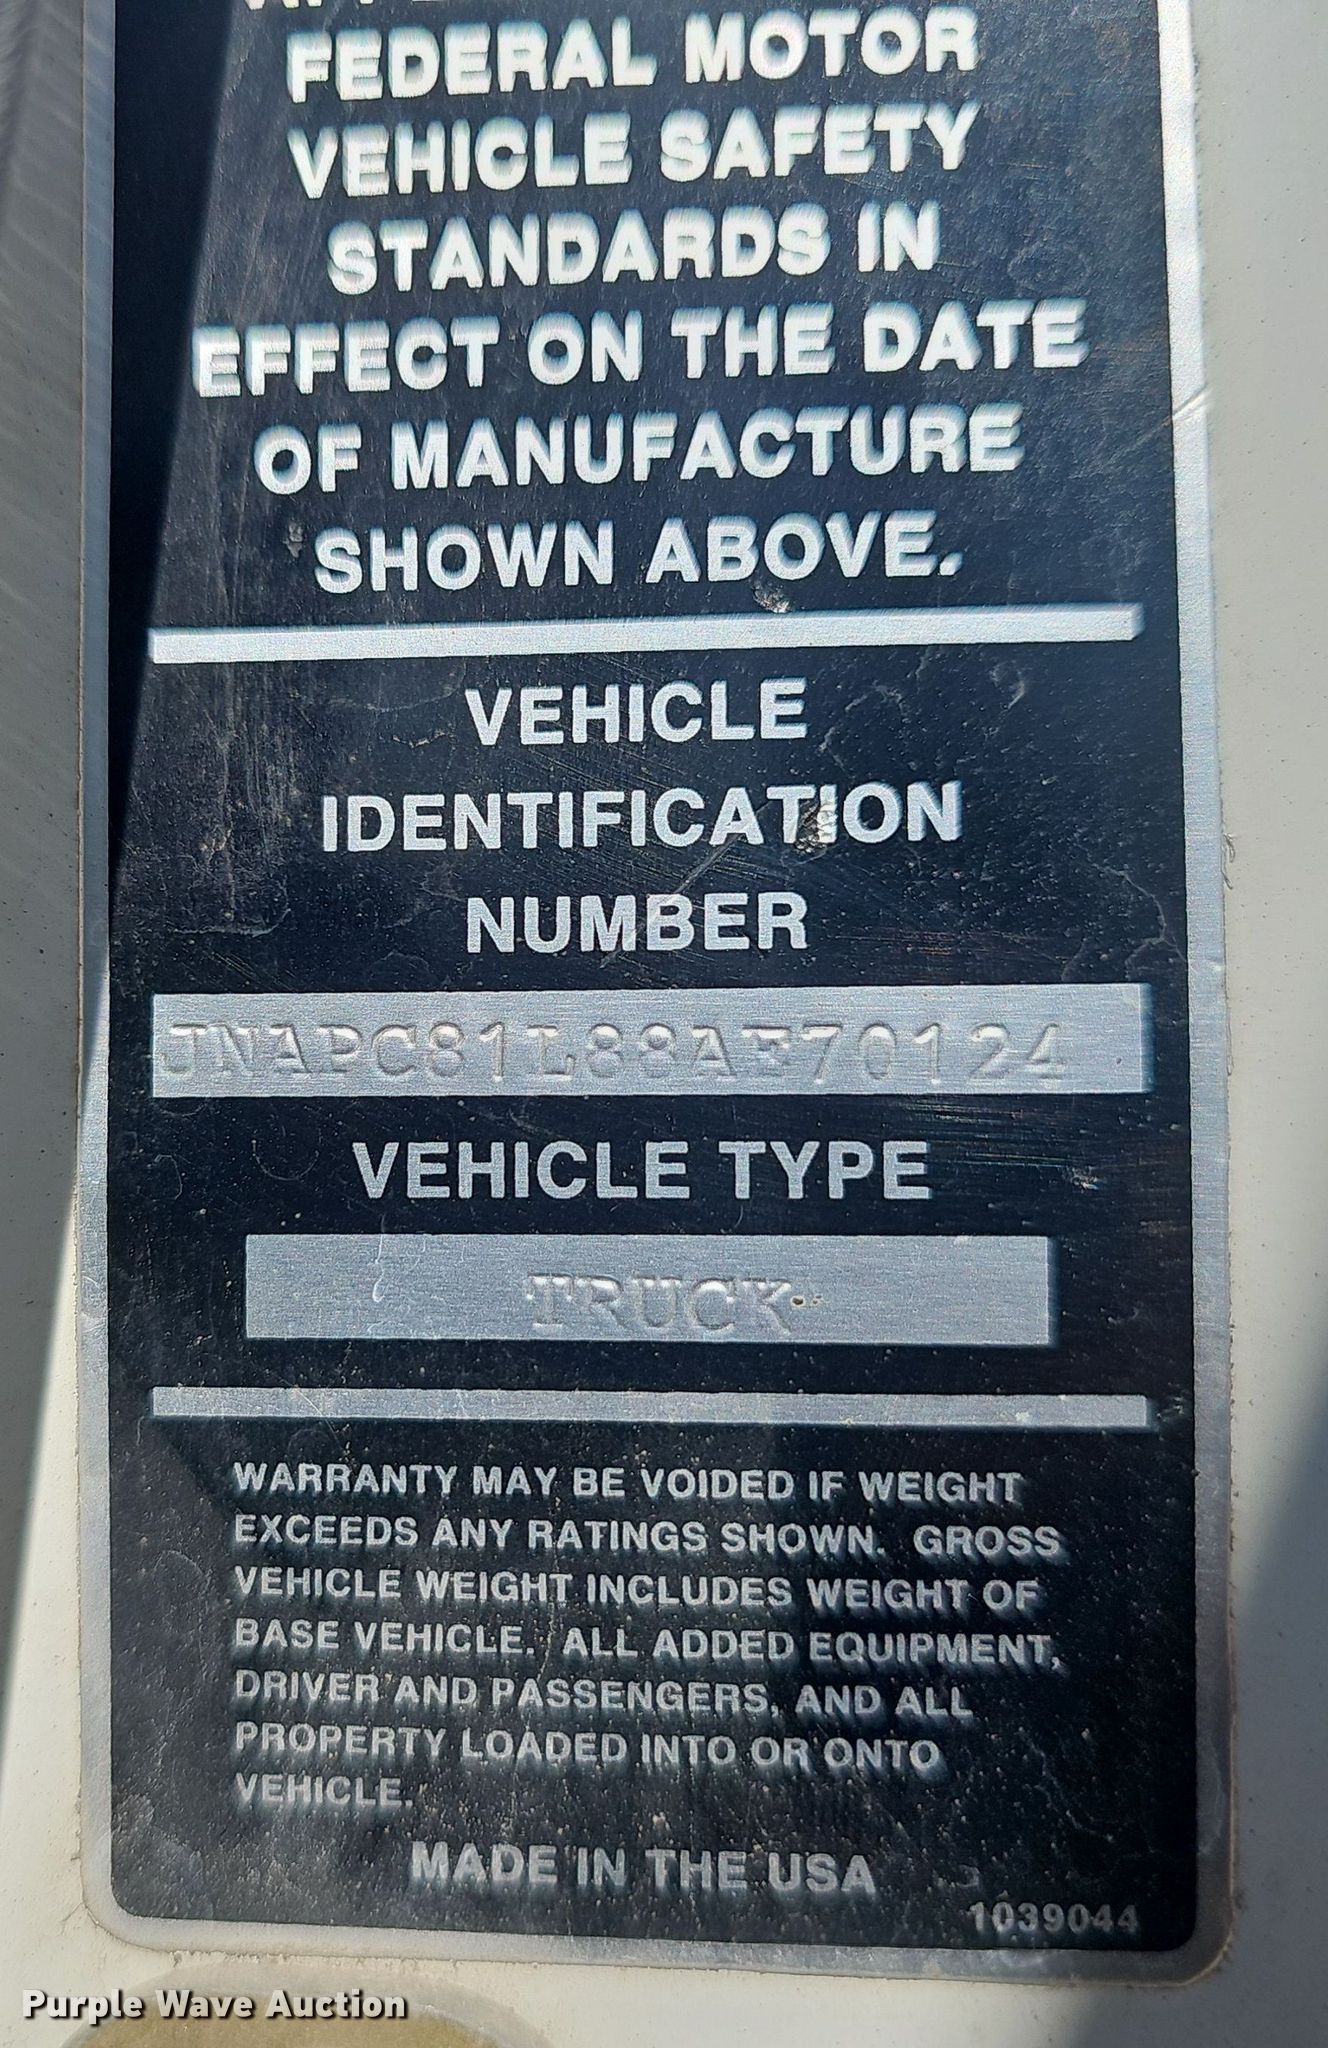 FEDERAL MOTOR
VEHICLE SAFETY
STANDARDS IN
EFFECT ON THE DATE
OF MANUFACTURE
SHOWN ABOVE.
VEHICLE
IDENTIFICATION
NUMBER
JNAPC81L88AF70124
VEHICLE TYPE
TRUCK
WARRANTY MAY BE VOIDED IF WEIGHT
EXCEEDS ANY RATINGS SHOWN. GROSS
VEHICLE WEIGHT INCLUDES WEIGHT OF
BASE VEHICLE. ALL ADDED EQUIPMENT,
DRIVER AND PASSENGERS, AND ALL
PROPERTY LOADED INTO OR ONTO
VEHICLE.
MADE IN THE USA
1039044
Purple Wave Auction